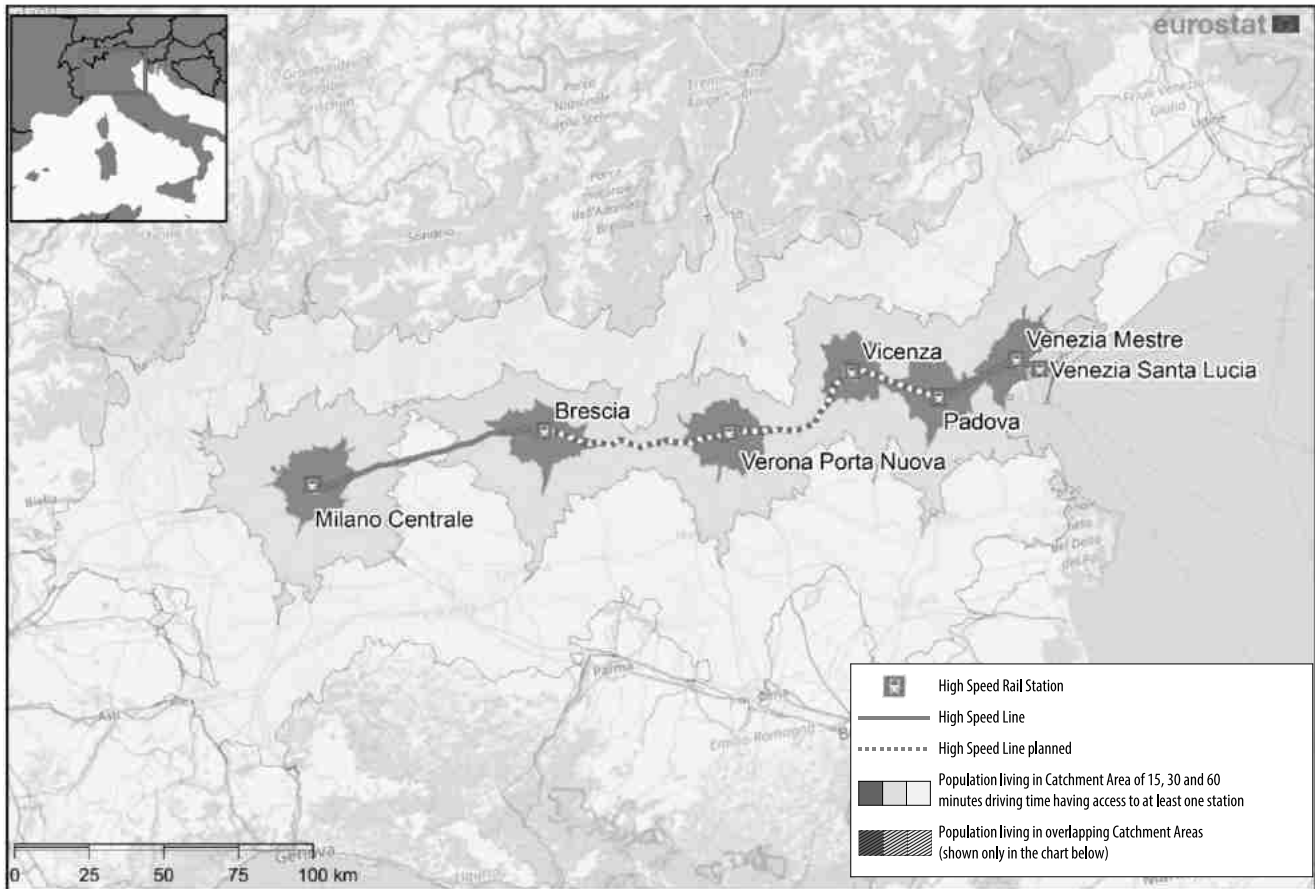 eurostat
Friuli Venezia
Giulia
Udine
Sondrio
Venezia Mestre
Vicenza
Venezia Santa Lucia
Brescia
Padova
Verona Porta Nuova
Biella
Milano Centrale
Parma
Asti
Emilia Romagna
Genova
0 25 50 75 100 km
High Speed Rail Station
High Speed Line
High Speed Line planned
Population living in Catchment Area of 15, 30 and 60
minutes driving time having access to at least one station
Population living in overlapping Catchment Areas
(shown only in the chart below)